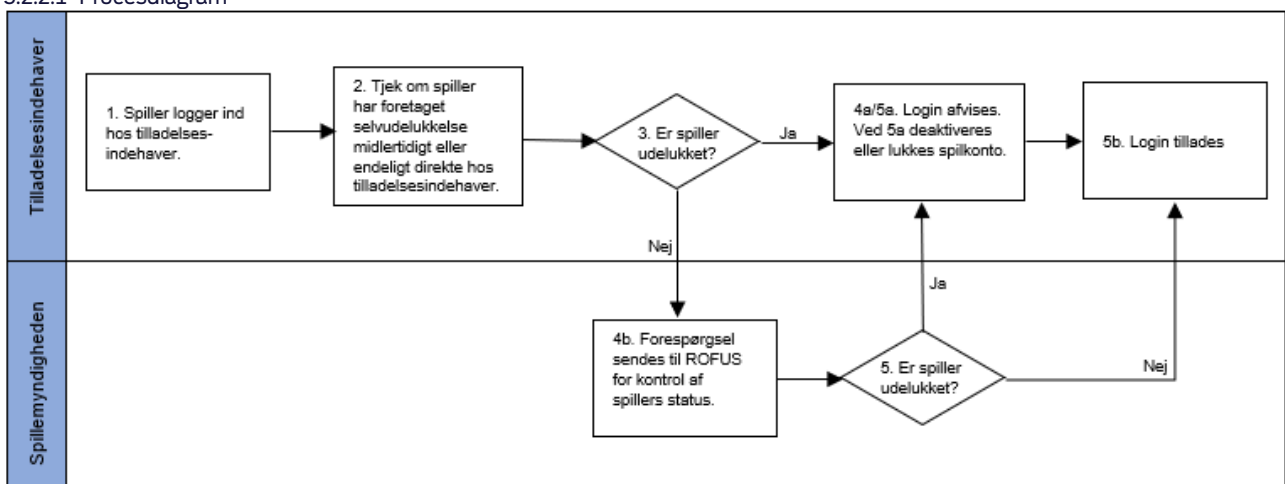 5.2.2.1 Procesdiagram
Tilladelsesindehaver
1. Spiller logger ind
hos tilladelses-
indehaver.
2. Tjek om spiller
har foretaget
selvudelukkelse
midlertidigt eller
endeligt direkte hos
tilladelsesindehaver.
3. Er spiller
udelukket?
Ja
4a/5a. Login afvises.
Ved 5a deaktiveres
eller lukkes spilkonto.
5b. Login tillades
Nej
Spillemyndigheden
4b. Forespørgsel
sendes til ROFUS
for kontrol af
spillers status.
5. Er spiller
udelukket?
Ja
Nej